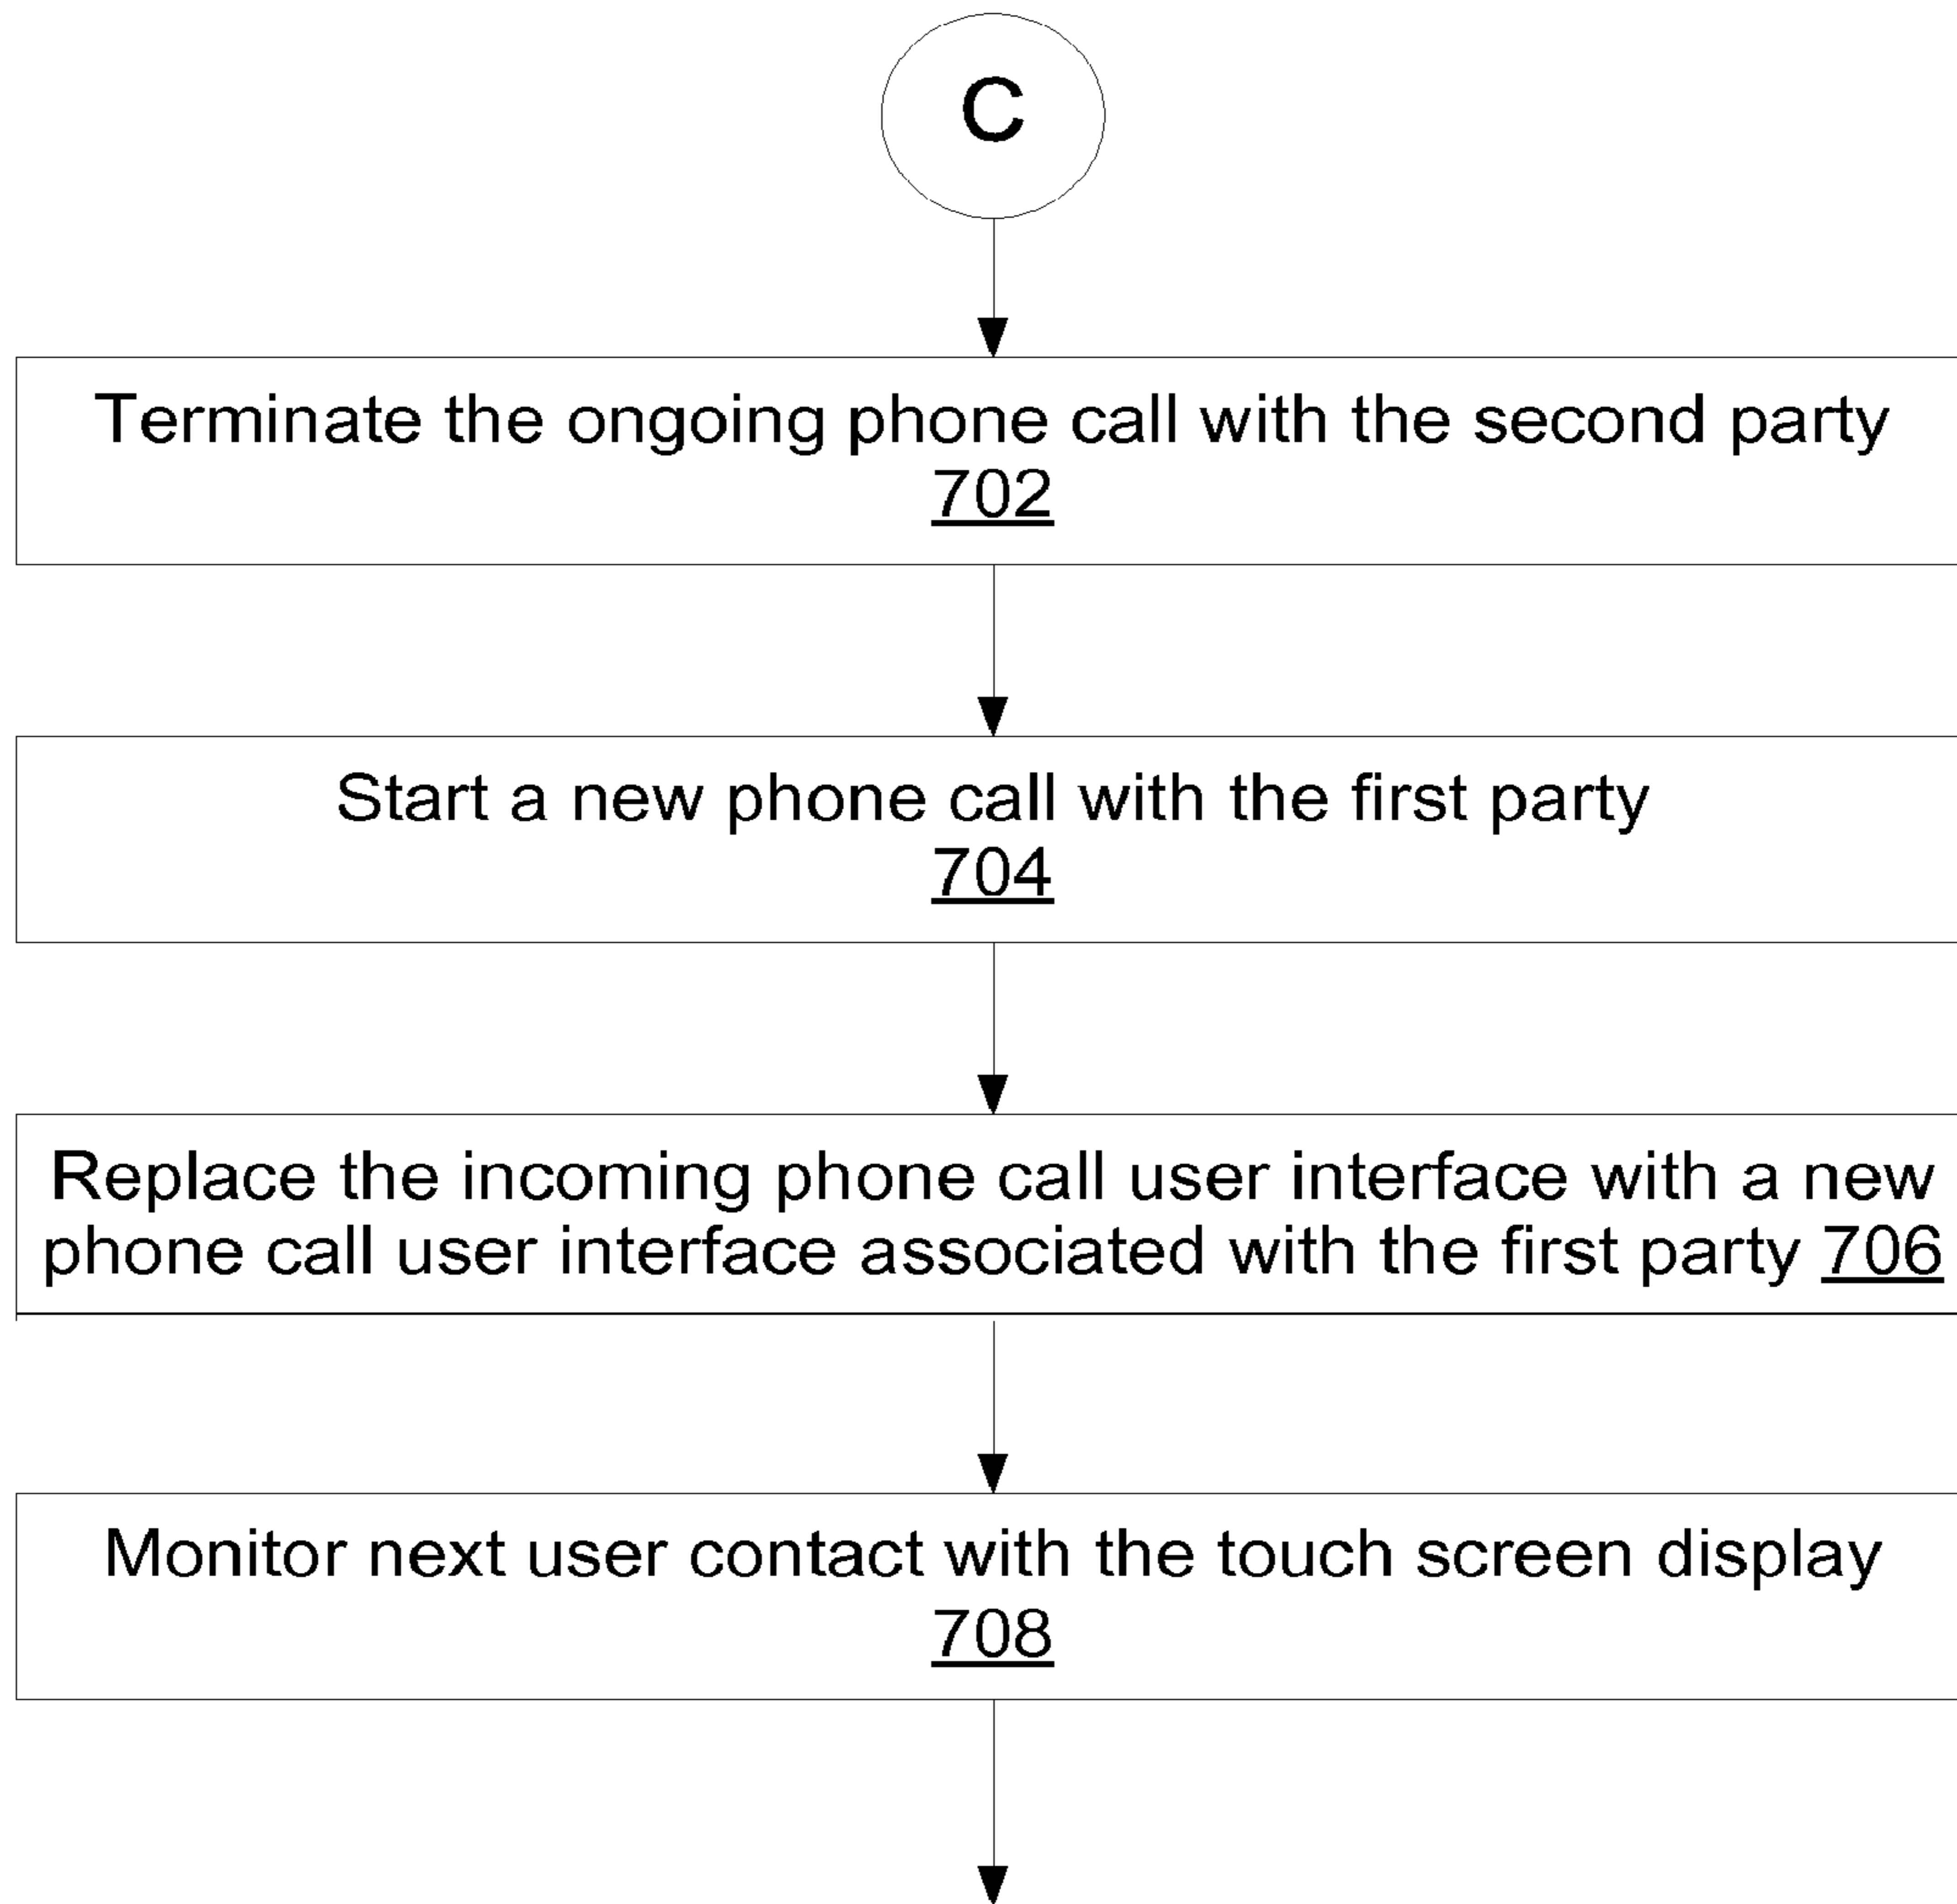 C
Terminate the ongoing phone call with the second party
702
Start a new phone call with the first party
704
Replace the incoming phone call user interface with a new
phone call user interface associated with the first party 706
Monitor next user contact with the touch screen display
708